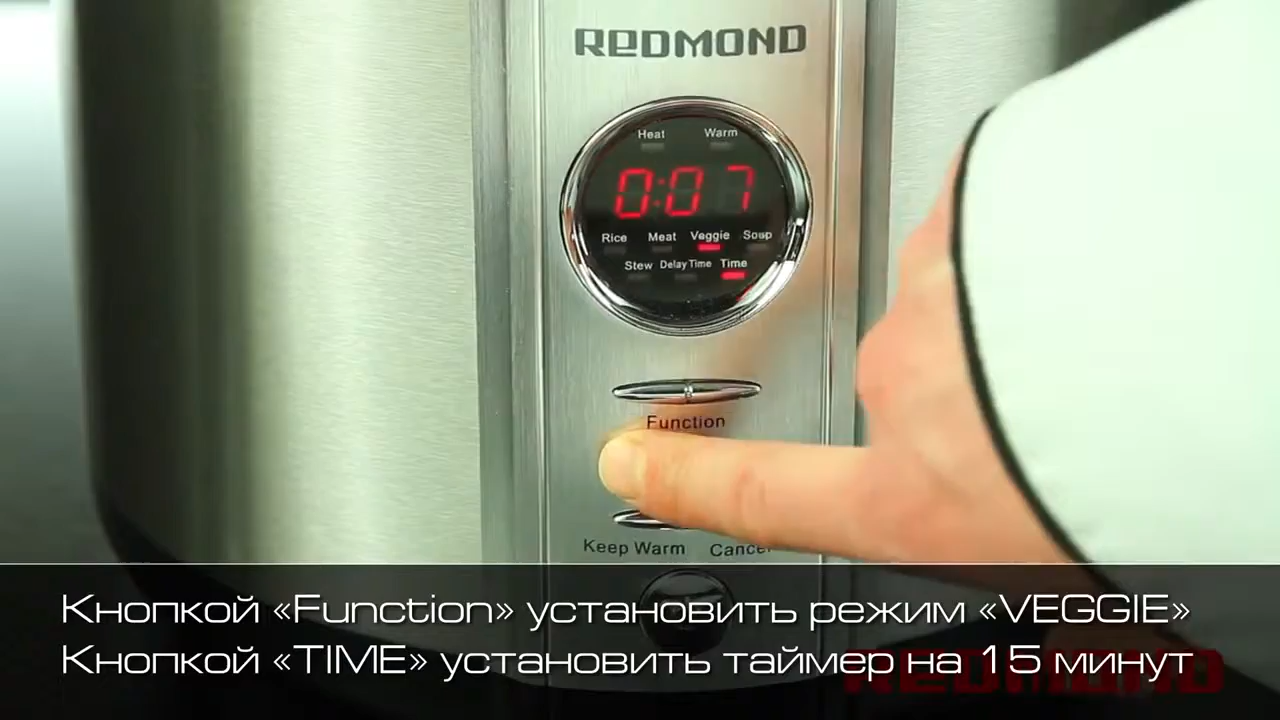 REDMOND
Heat Warm
0:07
Rice Meat Veggie Soup
Stew Delay Time Time
Function
Keep Warm Cancel
Кнопкой «Function» установить режим «VEGGIE»
Кнопкой «TIME» установить таймер на 15 минут
REDMOND